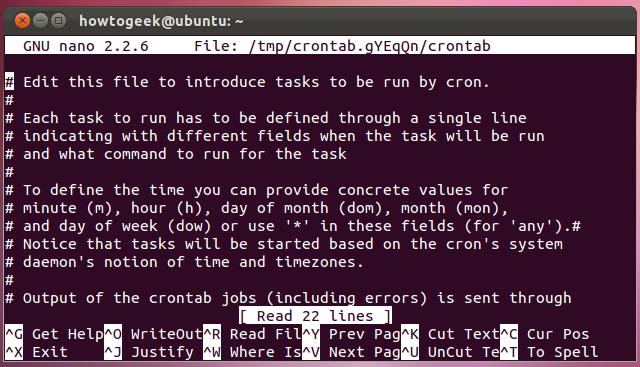 howtogeek@ubuntu: ~
GNU nano 2.2.6 File: /tmp/crontab.gYEqQn/crontab
# Edit this file to introduce tasks to be run by cron.
#
# Each task to run has to be defined through a single line
# indicating with different fields when the task will be run
# and what command to run for the task
#
# To define the time you can provide concrete values for
# minute (m), hour (h), day of month (dom), month (mon),
# and day of week (dow) or use '*' in these fields (for 'any').#
# Notice that tasks will be started based on the cron's system
# daemon's notion of time and timezones.
#
# Output of the crontab jobs (including errors) is sent through
[ Read 22 lines ]
^G Get Help^O WriteOut^R Read Fil^Y Prev Pag^K Cut Text^C Cur Pos
^X Exit ^J Justify ^W Where Is^V Next Pag^U UnCut Te^T To Spell